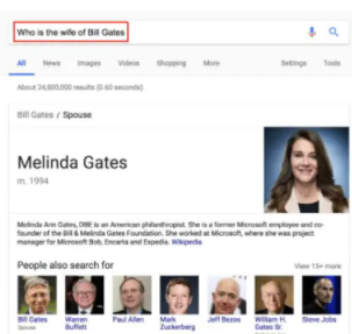 Who is the wife of Bill Gates
All News Images Videos Shopping More Settings Tools
About 24,800,000 results (0.60 seconds)
Bill Gates / Spouse
Melinda Gates
m. 1994
Melinda Ann Gates, DBE is an American philanthropist. She is a former Microsoft employee and co-
founder of the Bill & Melinda Gates Foundation. She worked at Microsoft, where she was project
manager for Microsoft Bob, Encarta and Expedia. Wikipedia
People also search for View 15+ more
Bill Gates Warren Paul Allen Mark Jeff Bezos William H. Steve Jobs
Spouse Buffett Zuckerberg Gates Sr.